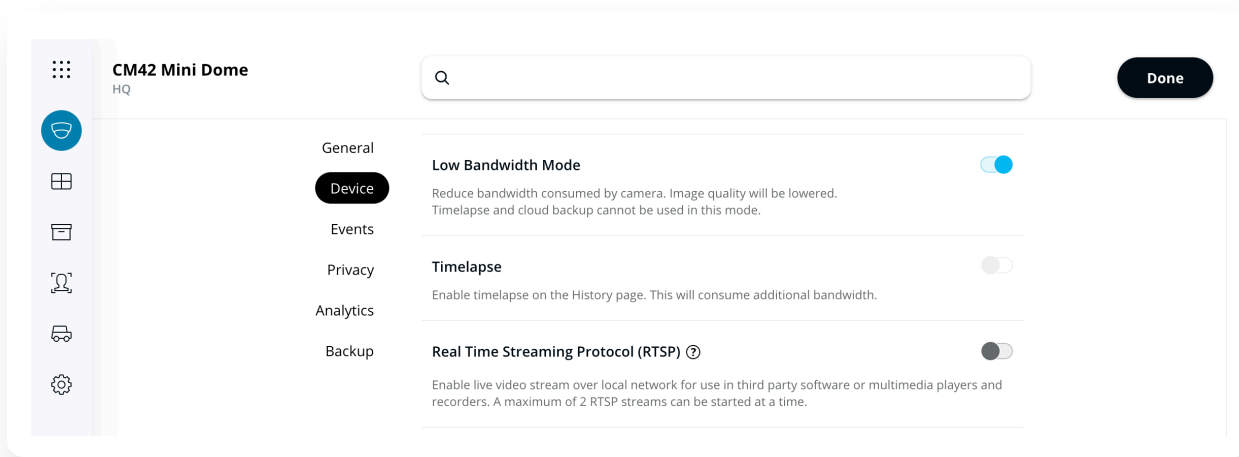 CM42 Mini Dome
HQ
Done
General
Device
Events
Privacy
Analytics
Backup
Low Bandwidth Mode
Reduce bandwidth consumed by camera. Image quality will be lowered.
Timelapse and cloud backup cannot be used in this mode.
Timelapse
Enable timelapse on the History page. This will consume additional bandwidth.
Real Time Streaming Protocol (RTSP) ?
Enable live video stream over local network for use in third party software or multimedia players and
recorders. A maximum of 2 RTSP streams can be started at a time.